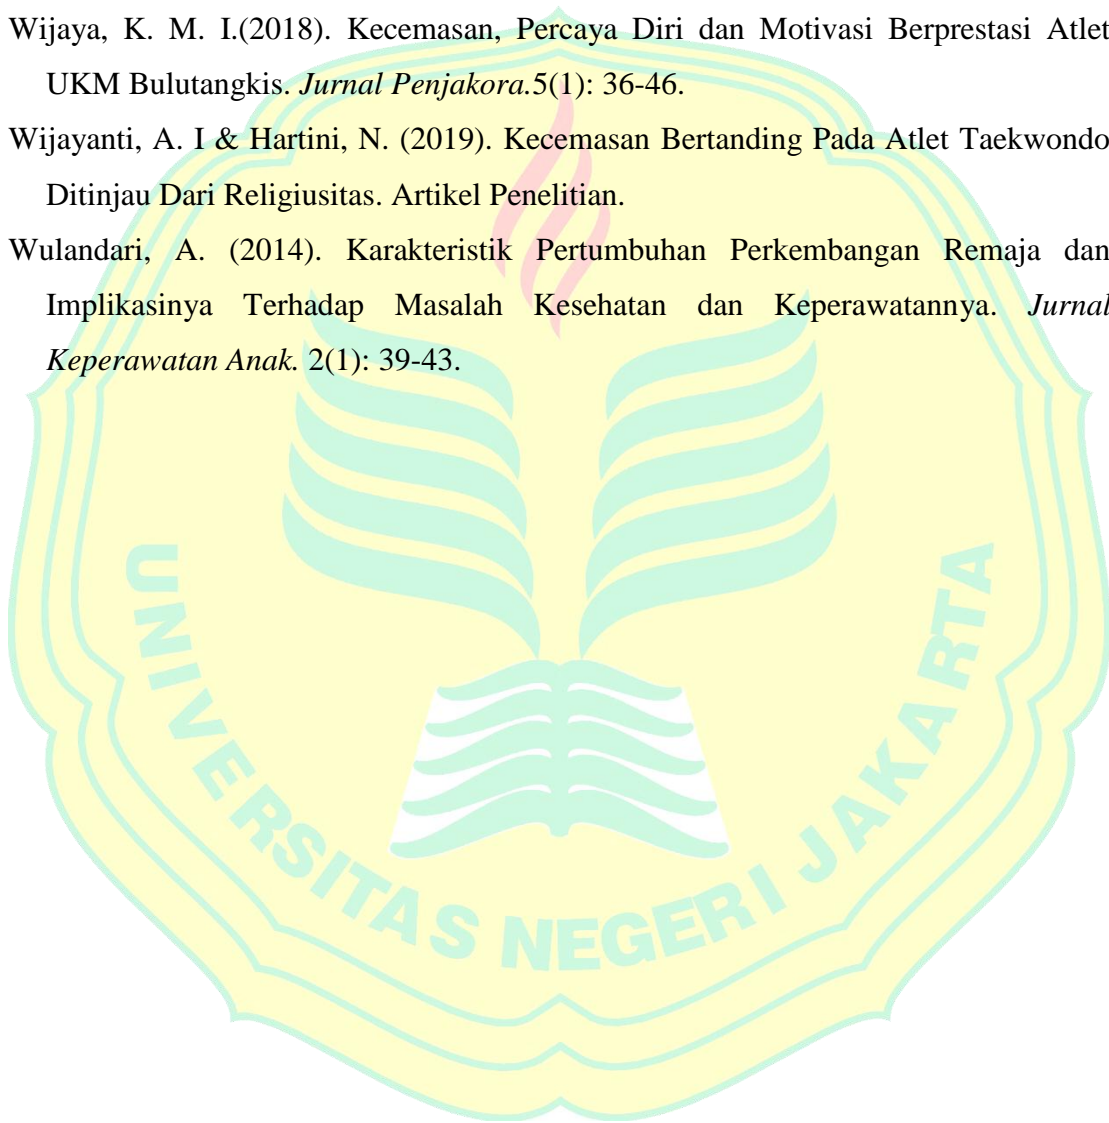 Wijaya, K. M. I.(2018). Kecemasan, Percaya Diri dan Motivasi Berprestasi Atlet
UKM Bulutangkis. Jurnal Penjakora.5(1): 36-46.
Wijayanti, A. I & Hartini, N. (2019). Kecemasan Bertanding Pada Atlet Taekwondo
Ditinjau Dari Religiusitas. Artikel Penelitian.
Wulandari, A. (2014). Karakteristik Pertumbuhan Perkembangan Remaja dan
Implikasinya Terhadap Masalah Kesehatan dan Keperawatannya. Jurnal
Keperawatan Anak. 2(1): 39-43.
UNIVERSITAS NEGERI JAKARTA